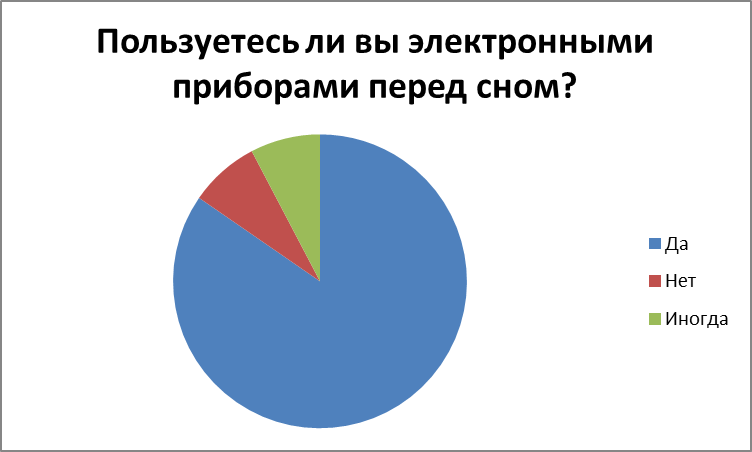 Пользуетесь ли вы электронными
приборами перед сном?
Да
Нет
Иногда